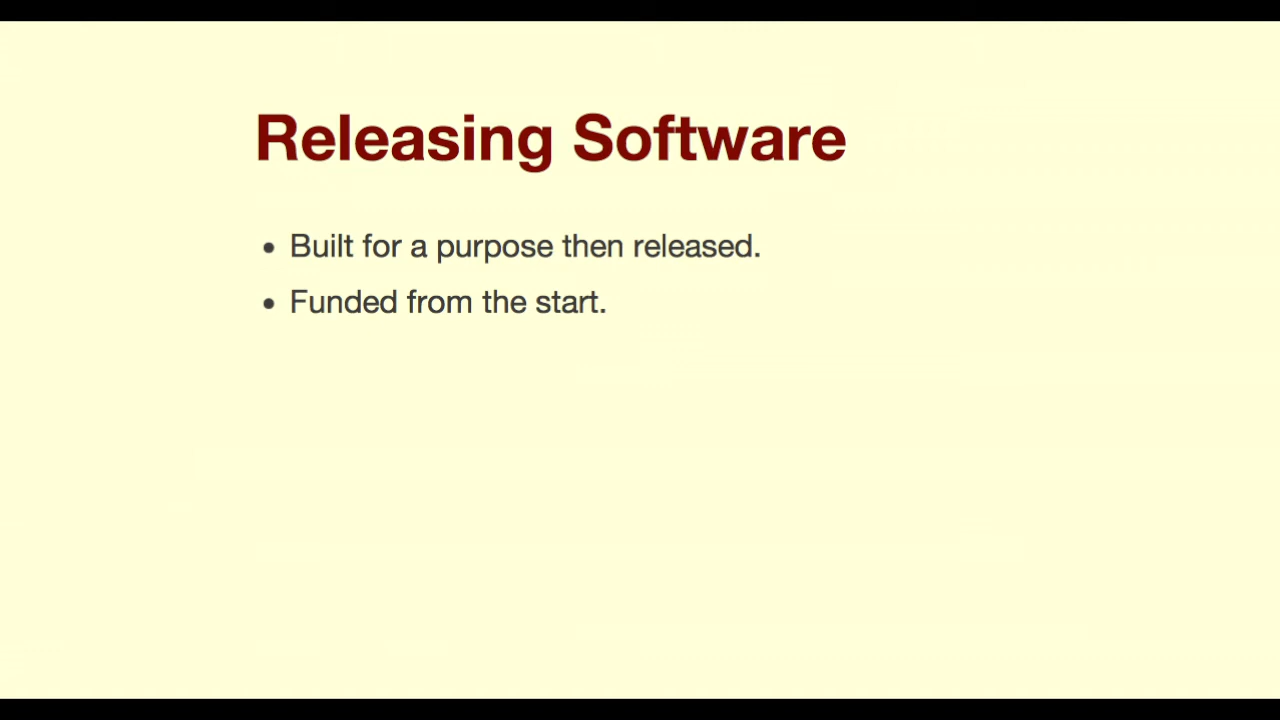 Releasing Software
• Built for a purpose then released.
• Funded from the start.